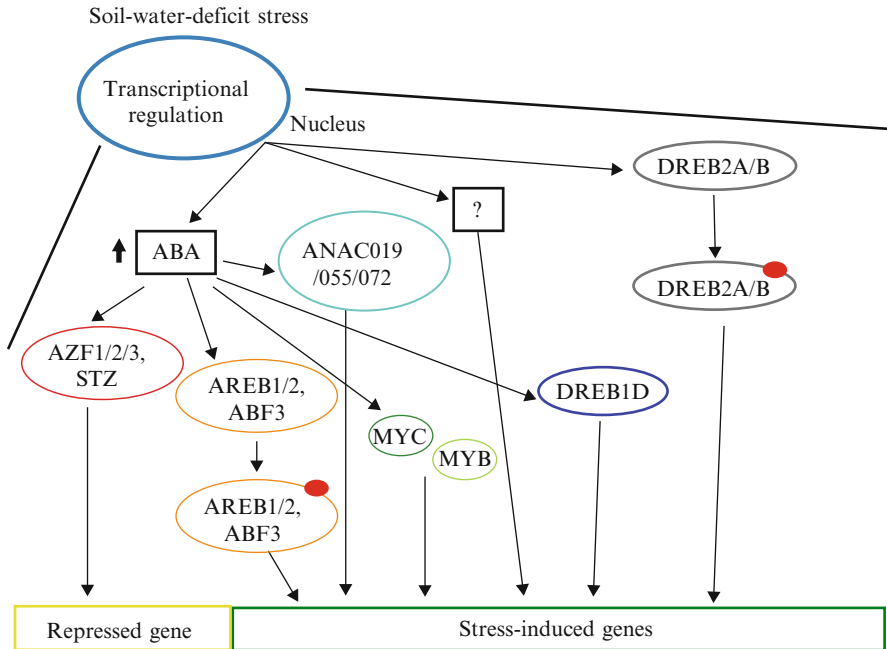 Soil-water-deficit stress
Transcriptional
regulation
Nucleus
DREB2A/B
?
ABA
ANAC019
/055/072
DREB2A/B
AZF1/2/3,
STZ
AREB1/2,
ABF3
DREB1D
MYC
MYB
AREB1/2,
ABF3
Repressed gene
Stress-induced genes